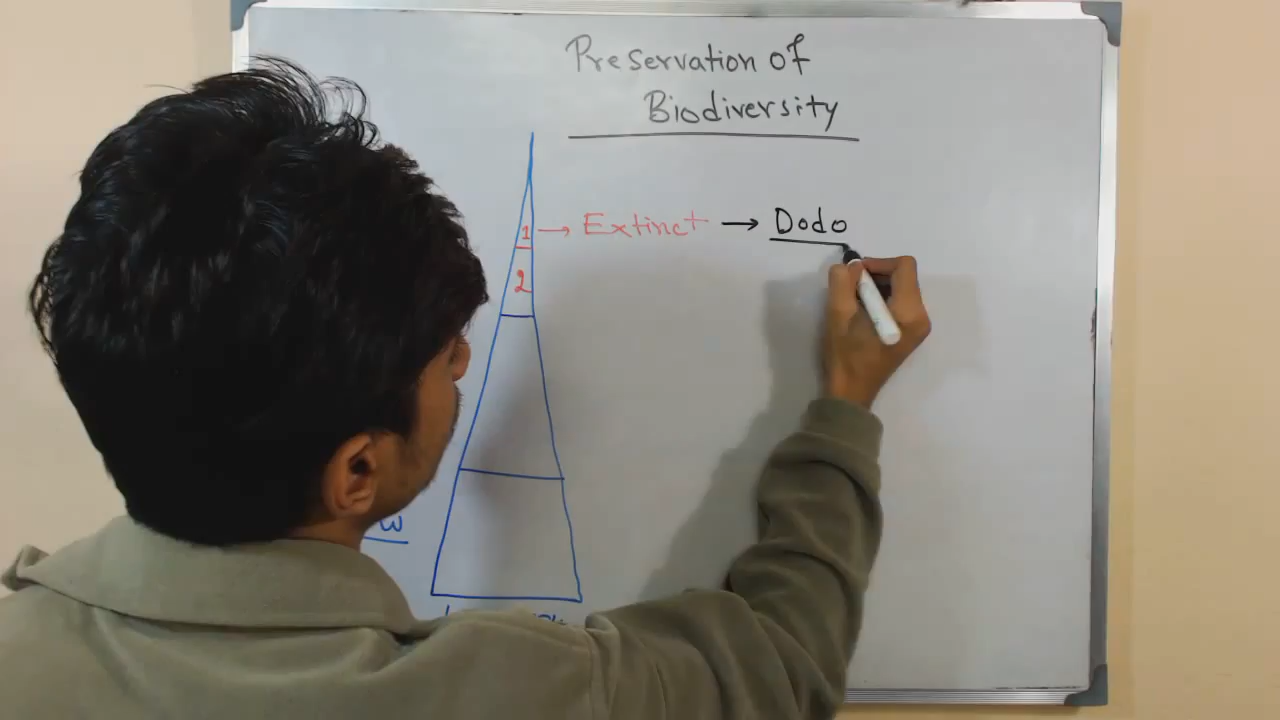 Preservation of
Biodiversity
1 → Extinct → Dodo
2